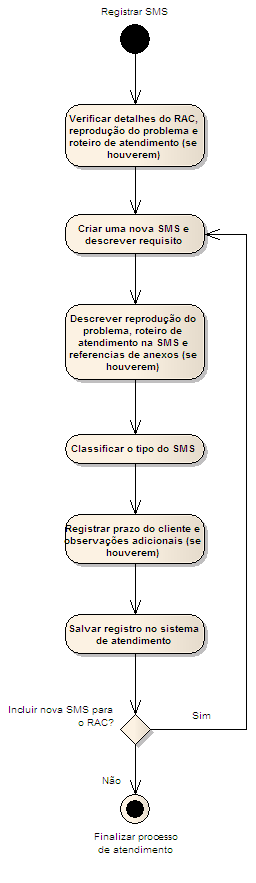 Registrar SMS
Verificar detalhes do RAC,
reprodução do problema e
roteiro de atendimento (se
houverem)
Criar uma nova SMS e
descrever requisito
Descrever reprodução do
problema, roteiro de
atendimento na SMS e
referencias de anexos (se
houverem)
Classificar o tipo do SMS
Registrar prazo do cliente e
observações adicionais (se
houverem)
Salvar registro no sistema
de atendimento
Incluir nova SMS para
o RAC?
Sim
Não
Finalizar processo
de atendimento